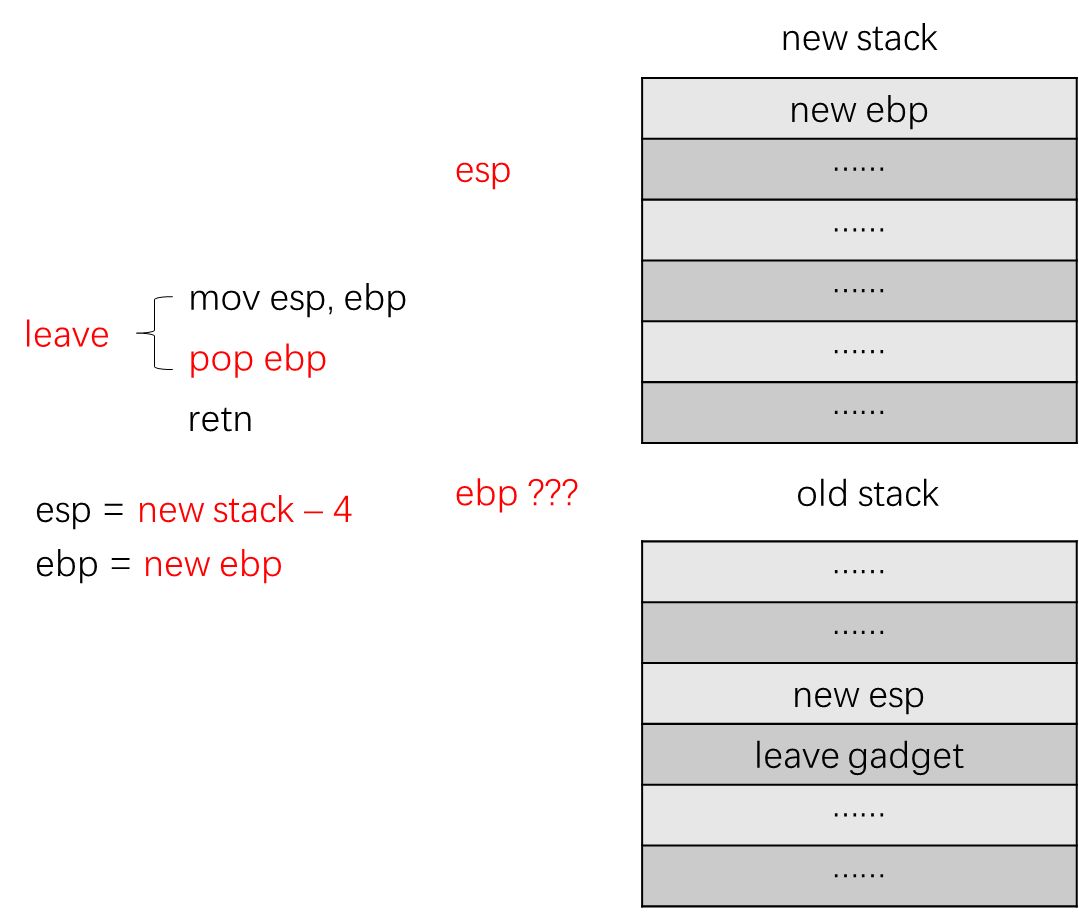 new stack
new ebp
esp
······
······
······
······
······
leave
mov esp, ebp
pop ebp
retn
esp = new stack – 4
ebp = new ebp
ebp ???
old stack
······
······
new esp
leave gadget
······
······